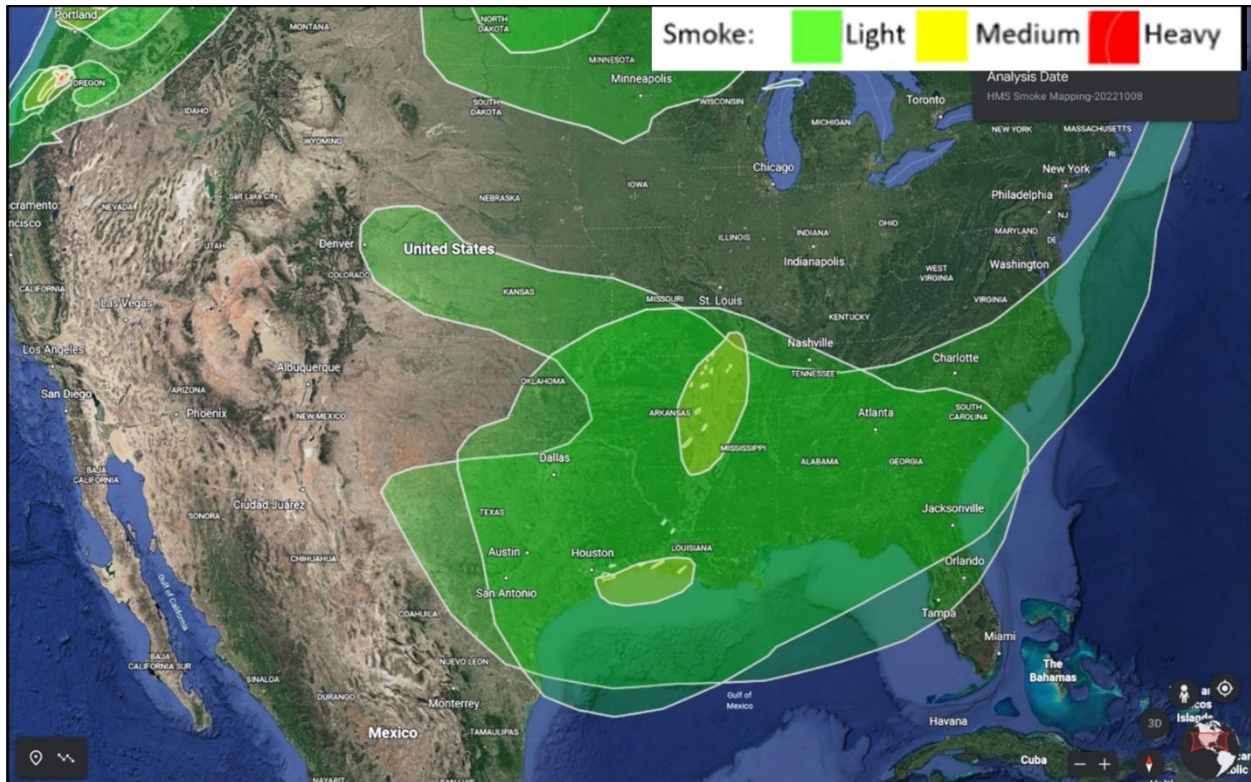 Smoke: Light Medium Heavy
Analysis Date
HMS Smoke Mapping-20221008
Portland
MONTANA
NORTH
DAKOTA
MINNESOTA
Minneapolis
OREGON
IDAHO
SOUTH
DAKOTA
WISCONSIN
Toronto
MICHIGAN
NEW YORK
MASSACHUSETTS
WYOMING
RI
Chicago
New York
IOWA
Philadelphia
NEBRASKA
Salt Lake City
NEVADA
NJ
cramento
ncisco
OHIO
ILLINOIS
INDIANA
MARYLAND
DE
UTAH
Denver
United States
Indianapolis
Washington
COLORADO
WEST
VIRGINIA
CALIFORNIA
KANSAS
MISSOURI
St. Louis
VIRGINIA
Las Vegas
KENTUCKY
Nashville
Los Angeles
Charlotte
Albuquerque
TENNESSEE
OKLAHOMA
San Diego
ARIZONA
Phoenix
NEW MEXICO
ARKANSAS
Atlanta
SOUTH
CAROLINA
MISSISSIPPI
Dallas
ALABAMA
GEORGIA
BAJA
CALIFORNIA
Ciudad Juárez
SONORA
TEXAS
Jacksonville
CHIHUAHUA
Austin
Houston
LOUISIANA
Orlando
Gulf of California
San Antonio
COAHUILA
Tampa
Miami
BAJA
CALIFORNIA SUR
NUEVO LEON
The
Bahamas
SINALOA
DURANGO
Monterrey
Gulf of
Mexico
Havana
Mexico
TAMAULIPAS
3D
Cuba